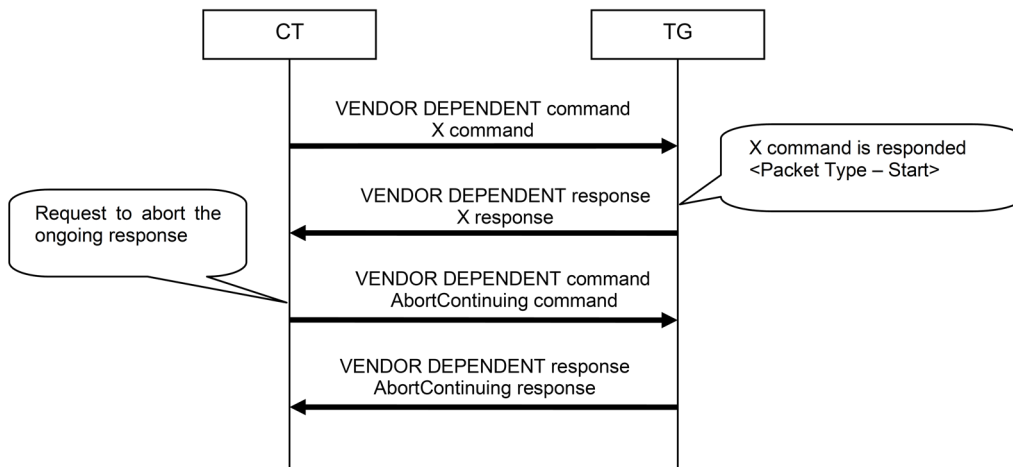 CT
TG
VENDOR DEPENDENT command
X command
X command is responded
<Packet Type – Start>
VENDOR DEPENDENT response
X response
Request to abort the
ongoing response
VENDOR DEPENDENT command
AbortContinuing command
VENDOR DEPENDENT response
AbortContinuing response